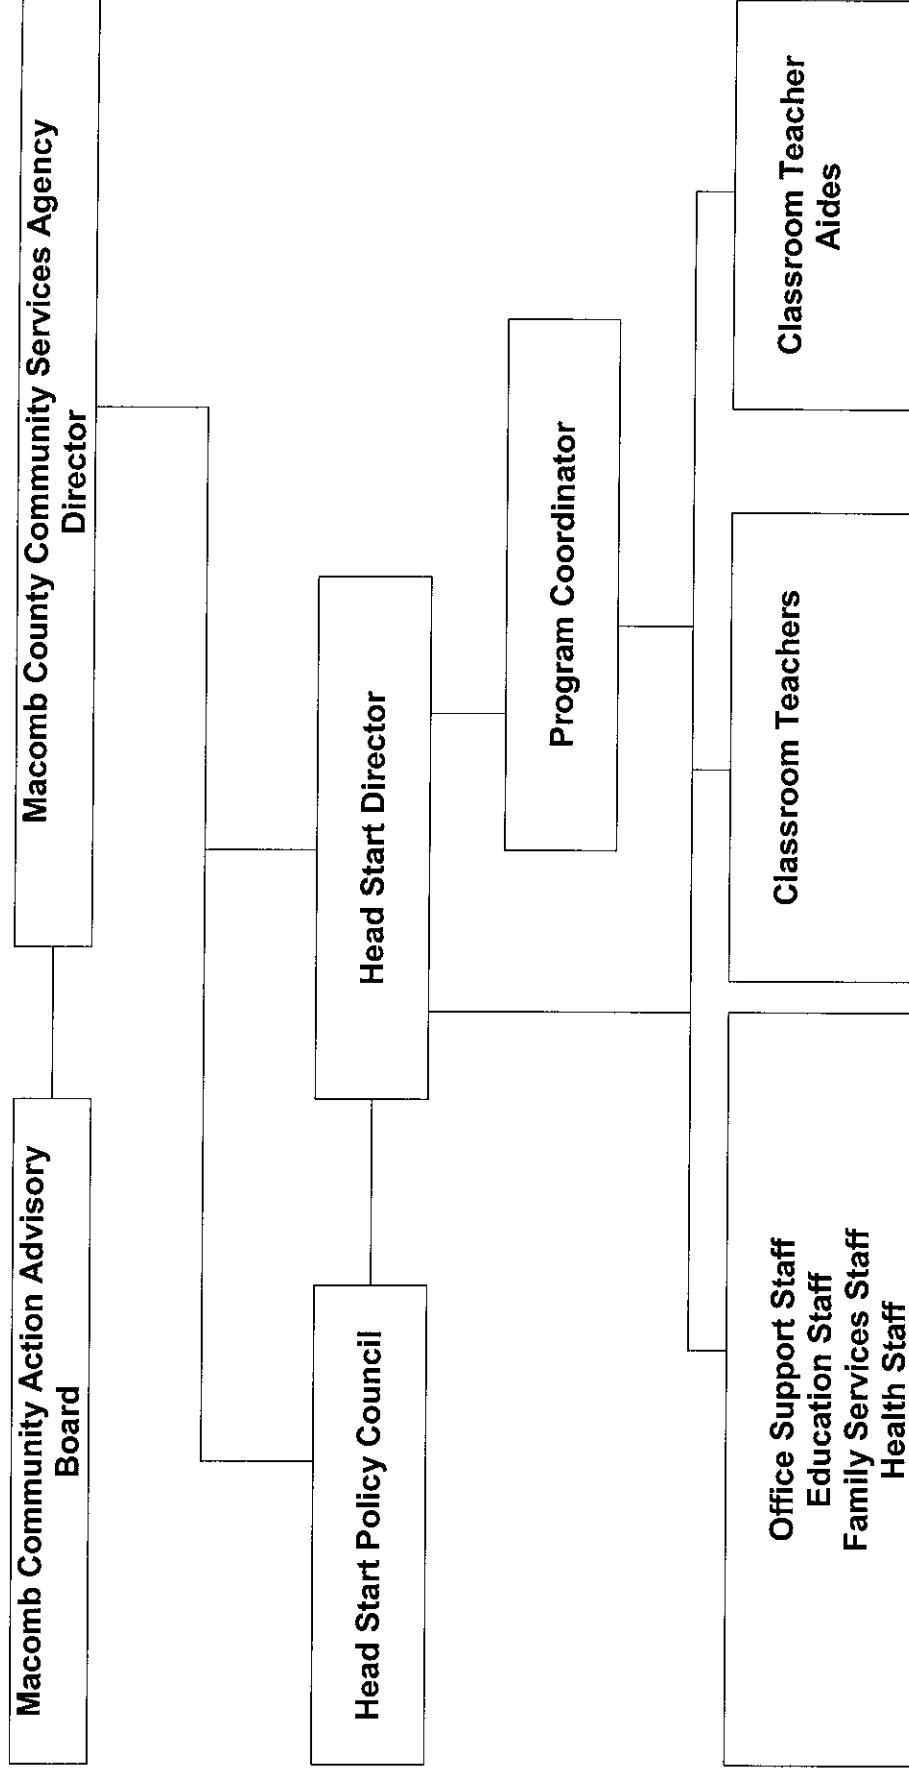 Macomb Community Action Advisory
Board
Macomb County Community Services Agency
Director
Head Start Policy Council
Head Start Director
Program Coordinator
Office Support Staff
Education Staff
Family Services Staff
Health Staff
Classroom Teachers
Classroom Teacher
Aides